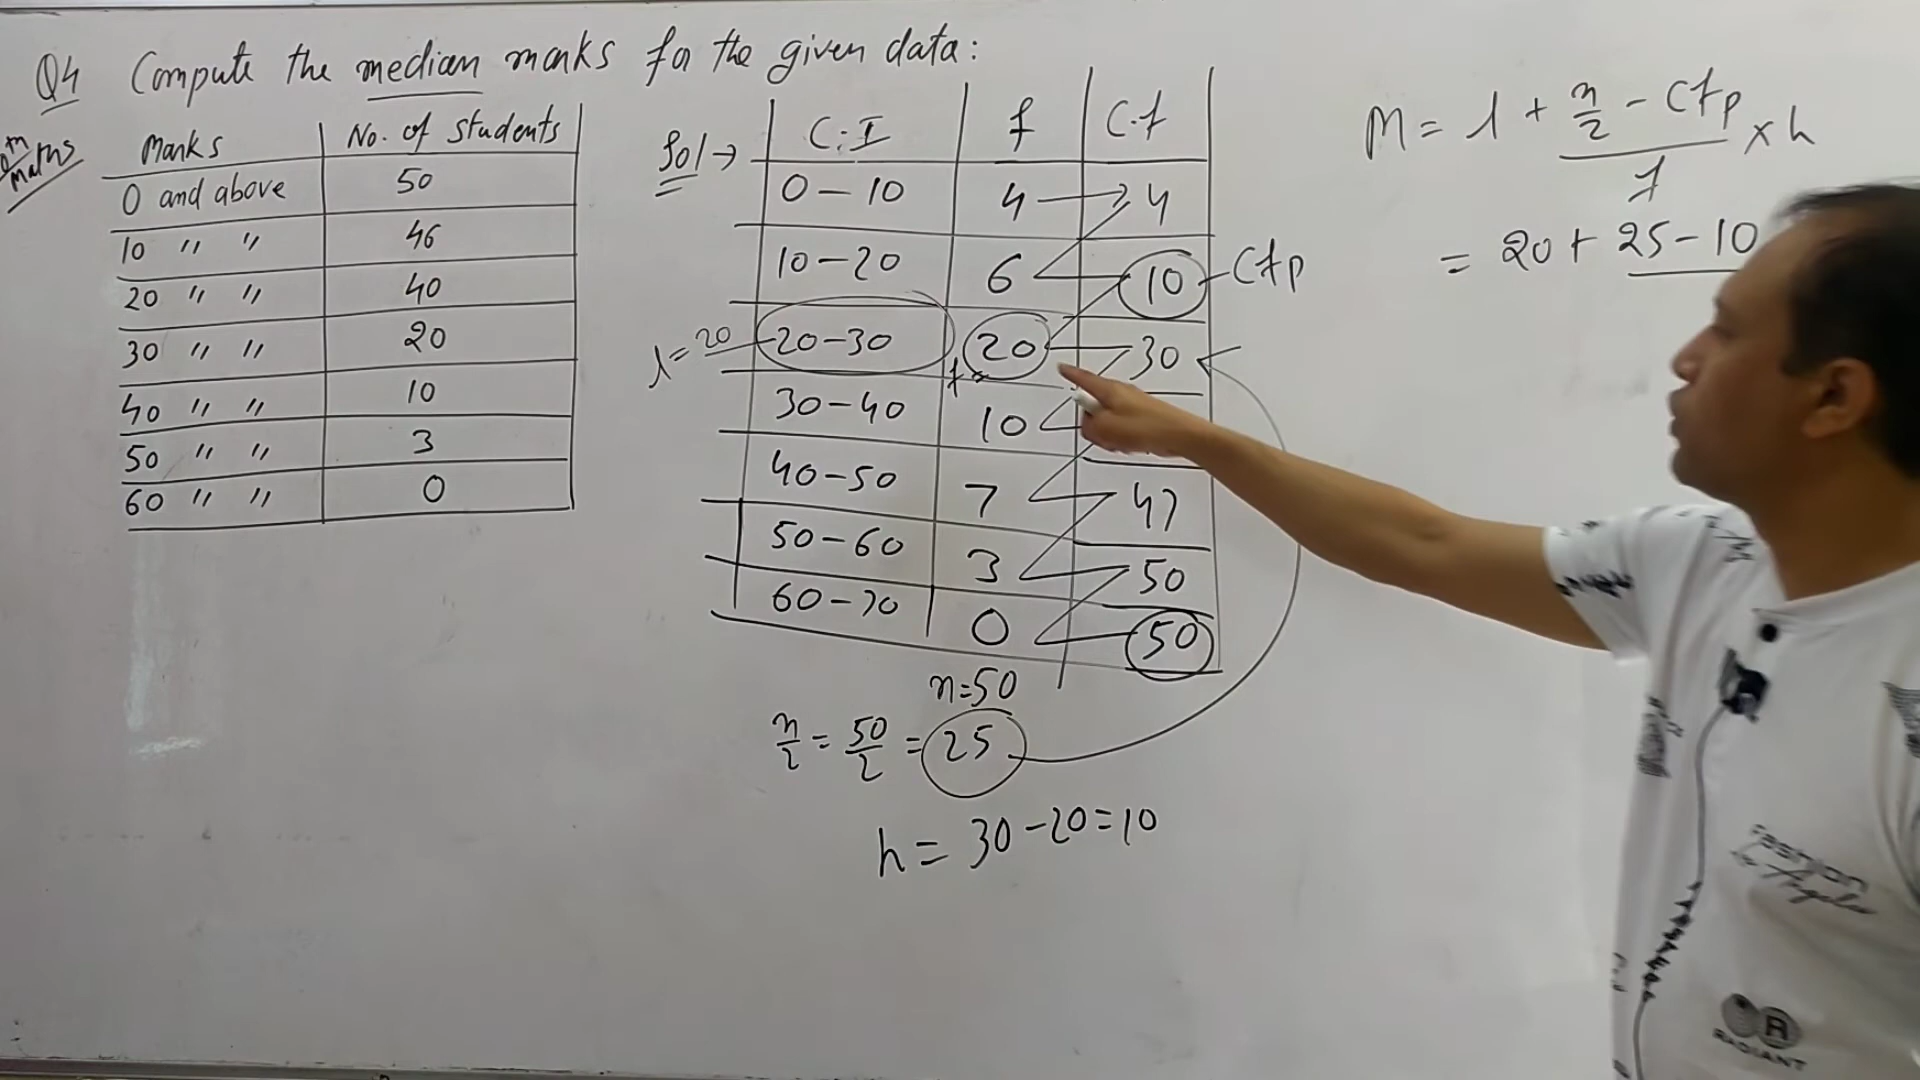 Q4 Compute the median marks for the given data:
maths
Marks No. of students
0 and above 50
10 " " 46
20 " " 40
30 " " 20
40 " " 10
50 " " 3
60 " " 0
Sol →
C.I f C.f
0 – 10 4 4
10 – 20 6 10 Cfp
l = 20 20 – 30 20 30
f
30 – 40 10
40 – 50 7 47
50 – 60 3 50
60 – 70 0 50
n=50
n/2 = 50/2 = 25
h = 30 – 20 = 10
M = l + n/2 – Cfp / f × h
= 20 + 25 – 10
FASHION
RADIANT